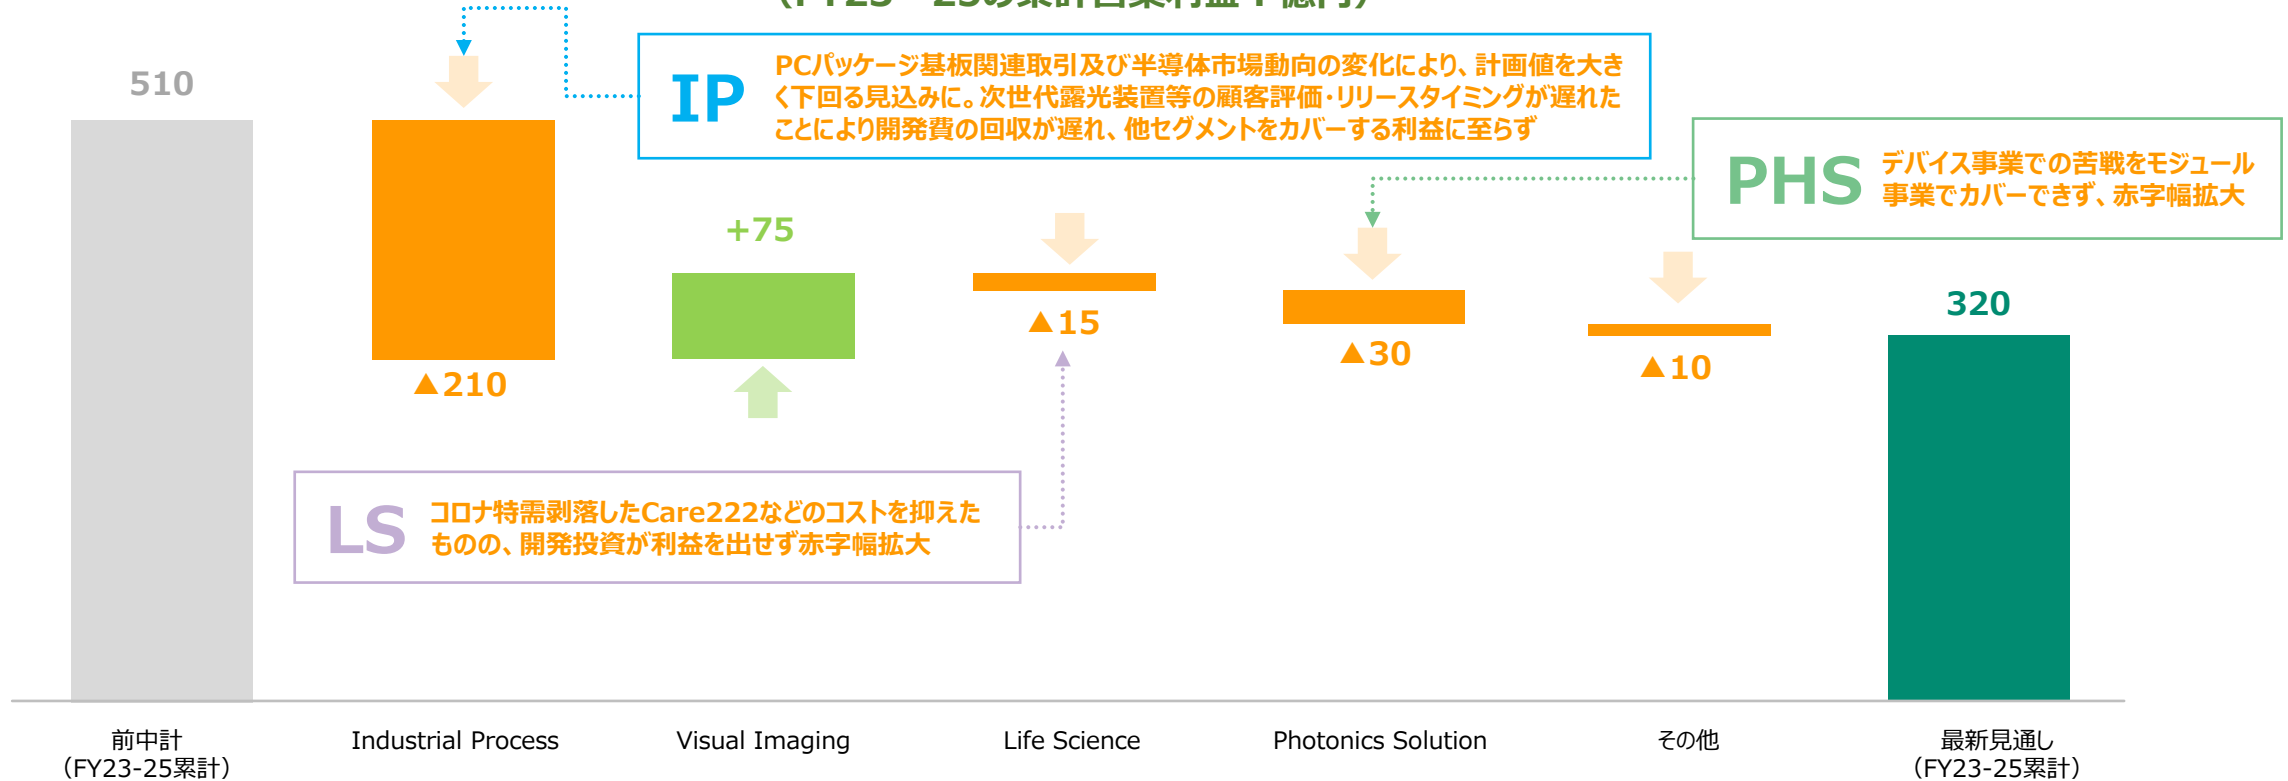 510
IP
PCパッケージ基板関連取引及び半導体市場動向の変化により、計画値を大き
く下回る見込みに。次世代露光装置等の顧客評価・リリースタイミングが遅れた
ことにより開発費の回収が遅れ、他セグメントをカバーする利益に至らず
PHS
デバイス事業での苦戦をモジュール
事業でカバーできず、赤字幅拡大
+75
▲210
▲15
▲30
▲10
320
LS
コロナ特需剥落したCare222などのコストを抑えた
ものの、開発投資が利益を出せず赤字幅拡大
前中計
（FY23-25累計）
Industrial Process
Visual Imaging
Life Science
Photonics Solution
その他
最新見通し
（FY23-25累計）